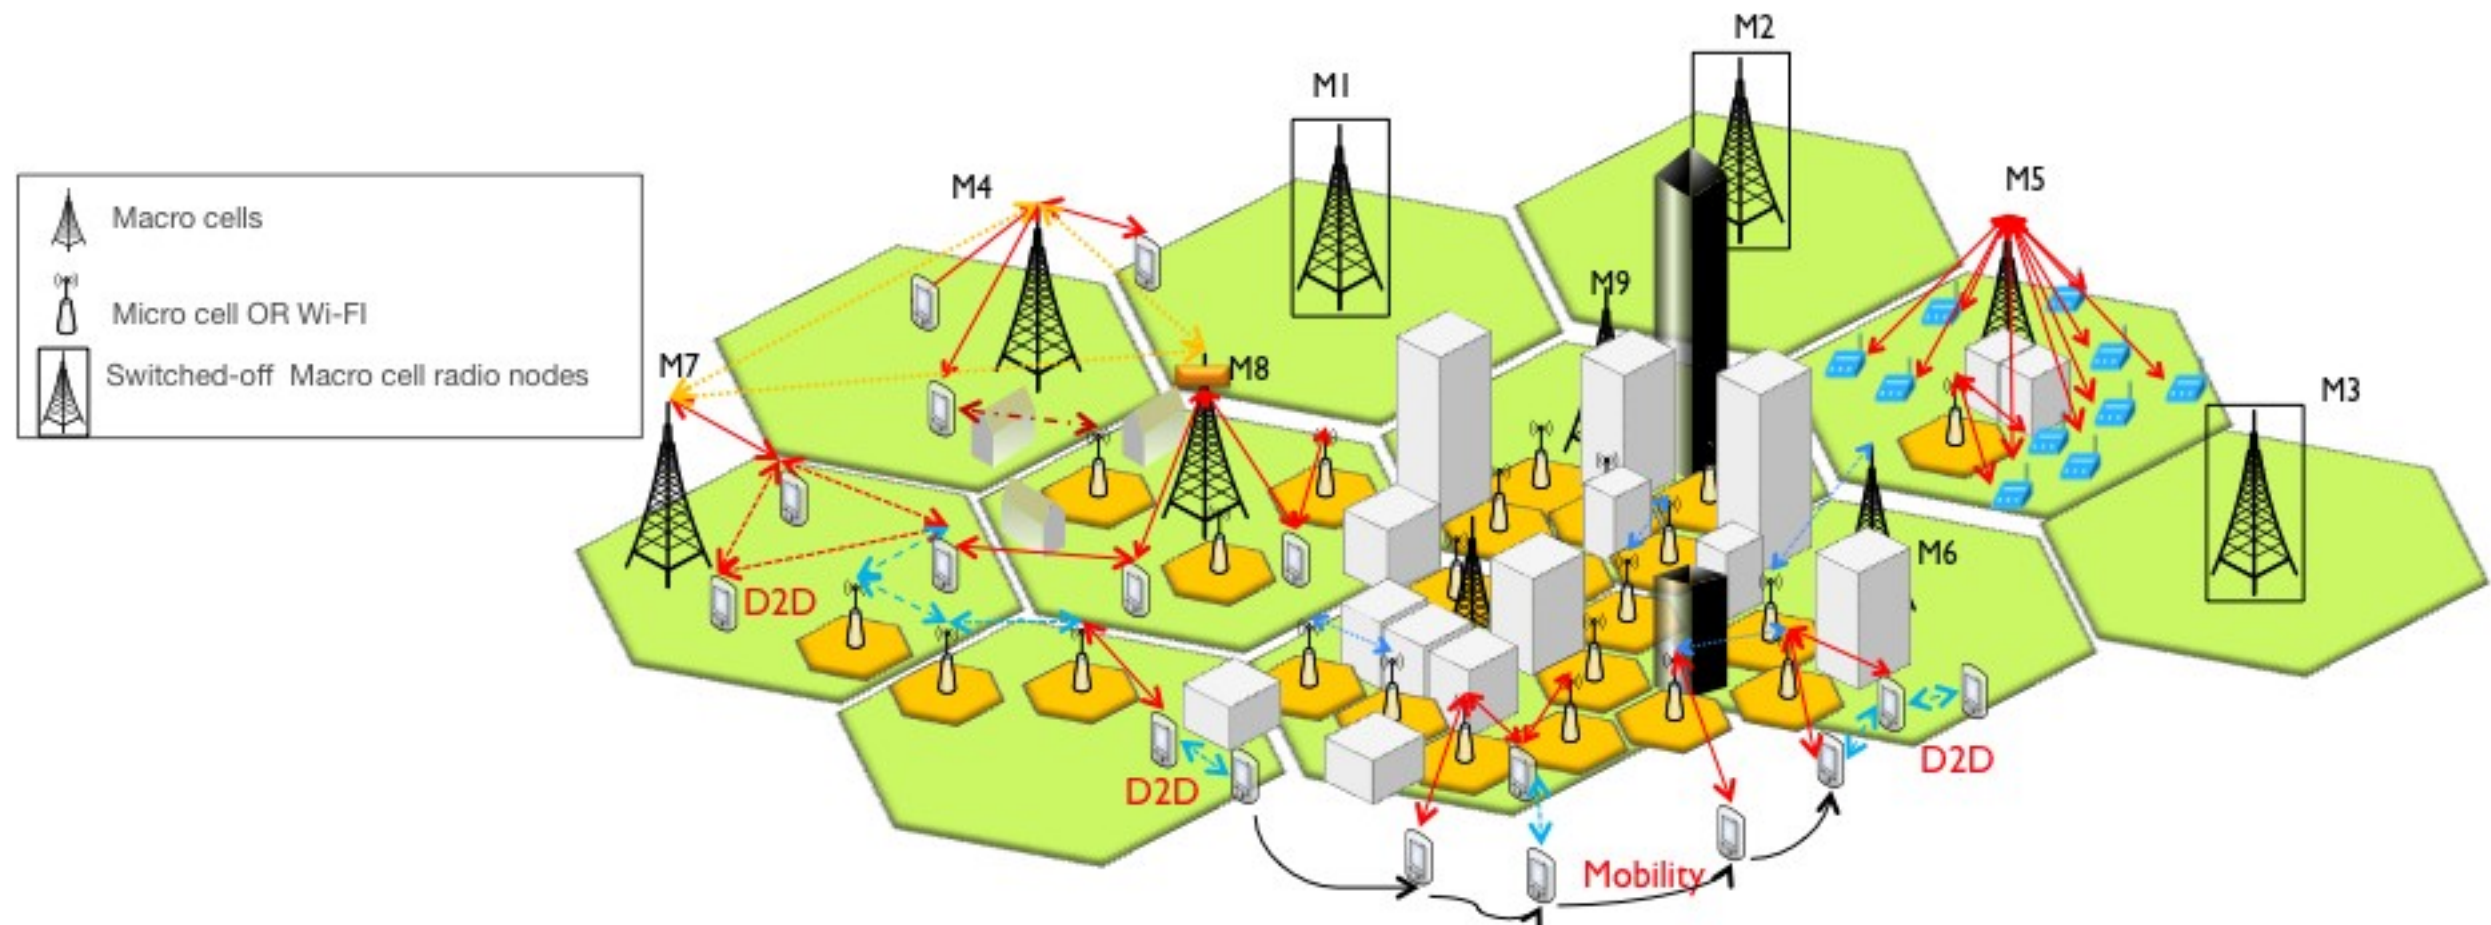 Macro cells
Micro cell OR Wi-FI
Switched-off Macro cell radio nodes
M1
M2
M4
M5
M9
M7
M8
M3
M6
D2D
D2D
D2D
Mobility